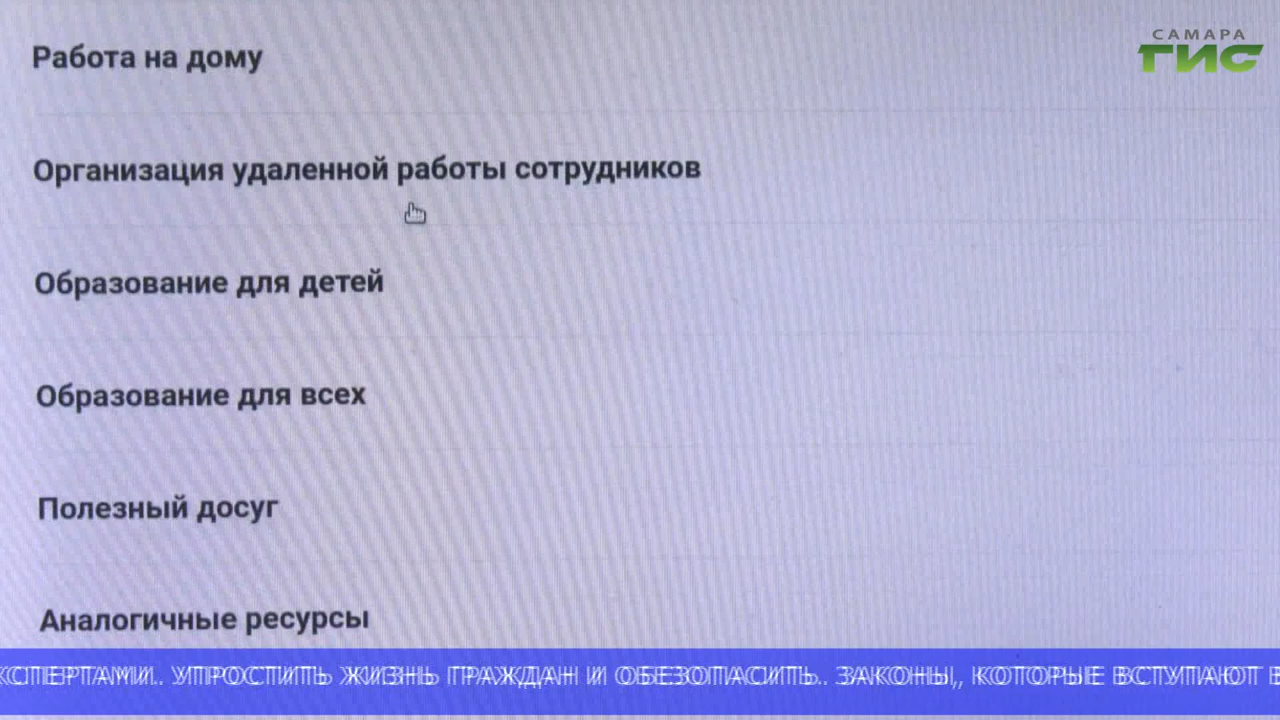 Работа на дому
САМАРА
ГИС
Организация удаленной работы сотрудников
Образование для детей
Образование для всех
Полезный досуг
Аналогичные ресурсы
КСПЕРТАМИ. УПРОСТИТЬ ЖИЗНЬ ГРАЖДАН И ОБЕЗОПАСИТЬ. ЗАКОНЫ, КОТОРЫЕ ВСТУПАЮТ В